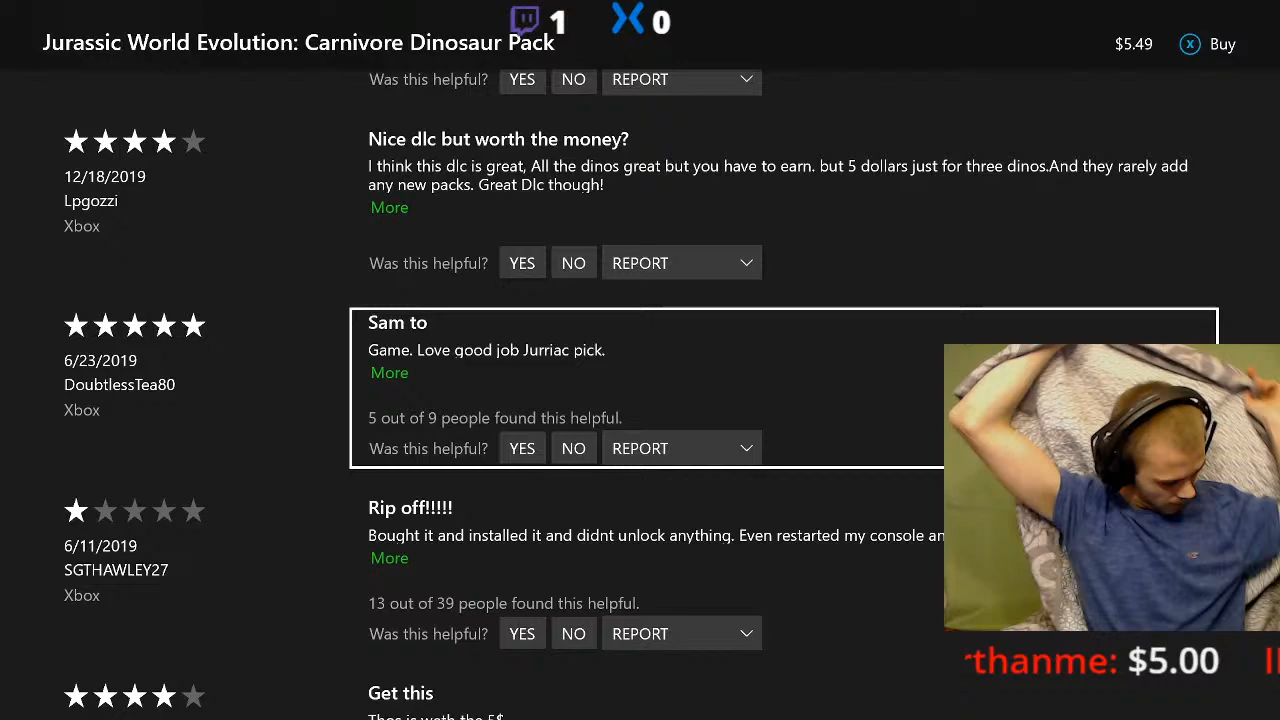 1 0
Jurassic World Evolution: Carnivore Dinosaur Pack $5.49 X Buy
Was this helpful? YES NO REPORT
Nice dlc but worth the money?
12/18/2019
I think this dlc is great, All the dinos great but you have to earn. but 5 dollars just for three dinos.And they rarely add
any new packs. Great Dlc though!
Lpgozzi
More
Xbox
Was this helpful? YES NO REPORT
Sam to
Game. Love good job Jurriac pick.
6/23/2019
More
DoubtlessTea80
Xbox
5 out of 9 people found this helpful.
Was this helpful? YES NO REPORT
Rip off!!!!!
Bought it and installed it and didnt unlock anything. Even restarted my console
6/11/2019
More
SGTHAWLEY27
Xbox
13 out of 39 people found this helpful.
Was this helpful? YES NO REPORT
rthanme: $5.00
Get this
Thos is woth the 5$